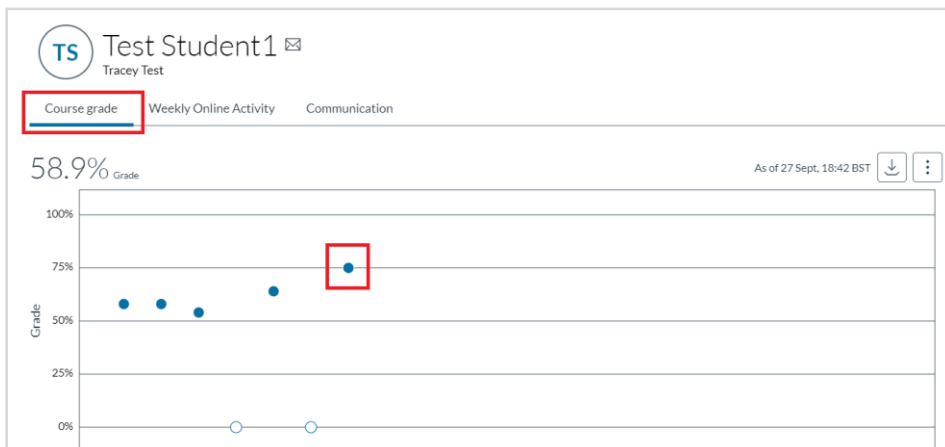 TS
Test Student1
Tracey Test
Course grade Weekly Online Activity Communication
58.9% Grade
As of 27 Sept, 18:42 BST
100%
75%
Grade
50%
25%
0%